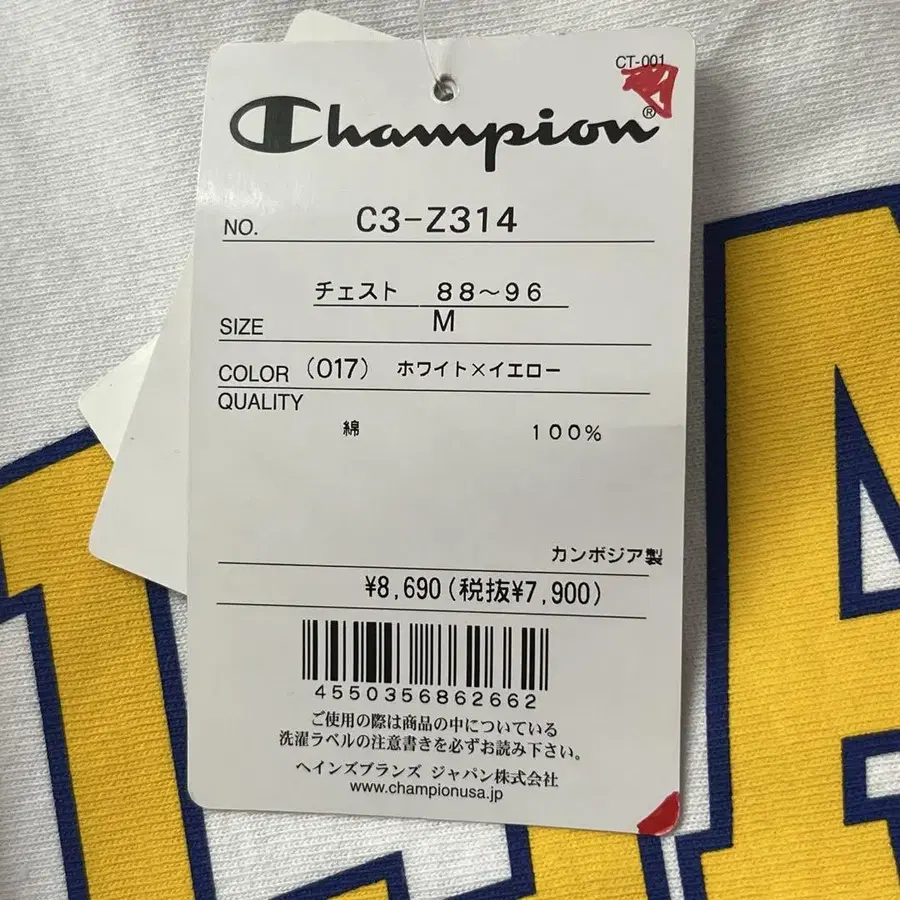 CT-001
Champion®
NO. C3-Z314
チェスト 88～96
SIZE M
COLOR (017) ホワイト×イエロー
QUALITY
綿 100%
カンボジア製
¥8,690(税抜¥7,900)
4550356862662
ご使用の際は商品の中についている
洗濯ラベルの注意書きを必ずお読み下さい。
ヘインズブランズ ジャパン株式会社
www.championusa.jp